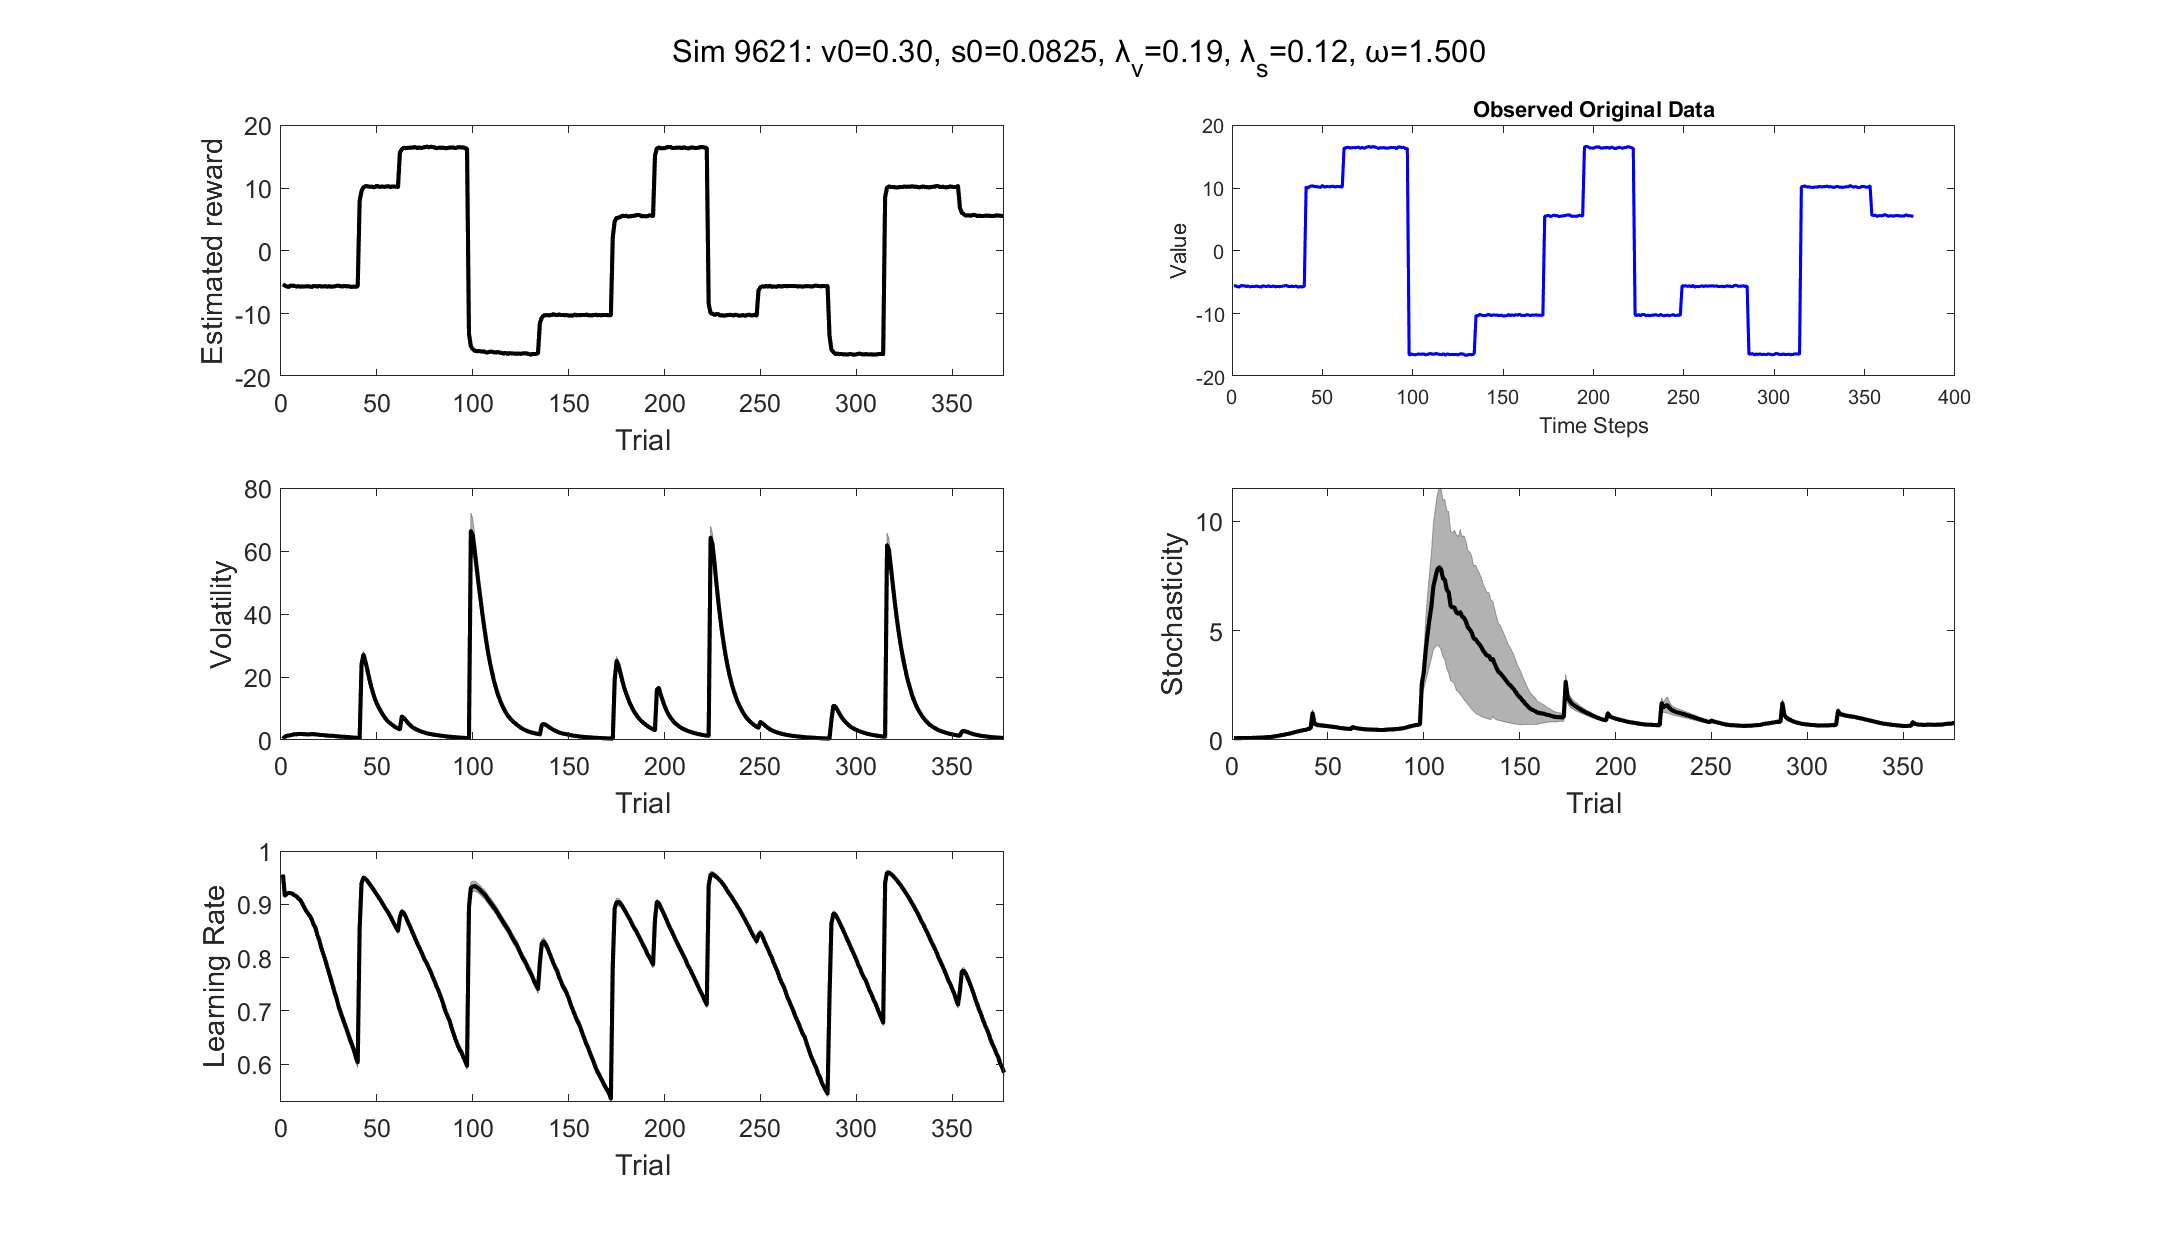 Sim 9621: v0=0.30, s0=0.0825, λ_v=0.19, λ_s=0.12, ω=1.500
20
10
0
-10
-20
Estimated reward
0 50 100 150 200 250 300 350
Trial
Observed Original Data
20
10
0
-10
-20
Value
0 50 100 150 200 250 300 350 400
Time Steps
80
60
40
20
0
Volatility
0 50 100 150 200 250 300 350
Trial
10
5
0
Stochasticity
0 50 100 150 200 250 300 350
Trial
1
0.9
0.8
0.7
0.6
Learning Rate
0 50 100 150 200 250 300 350
Trial